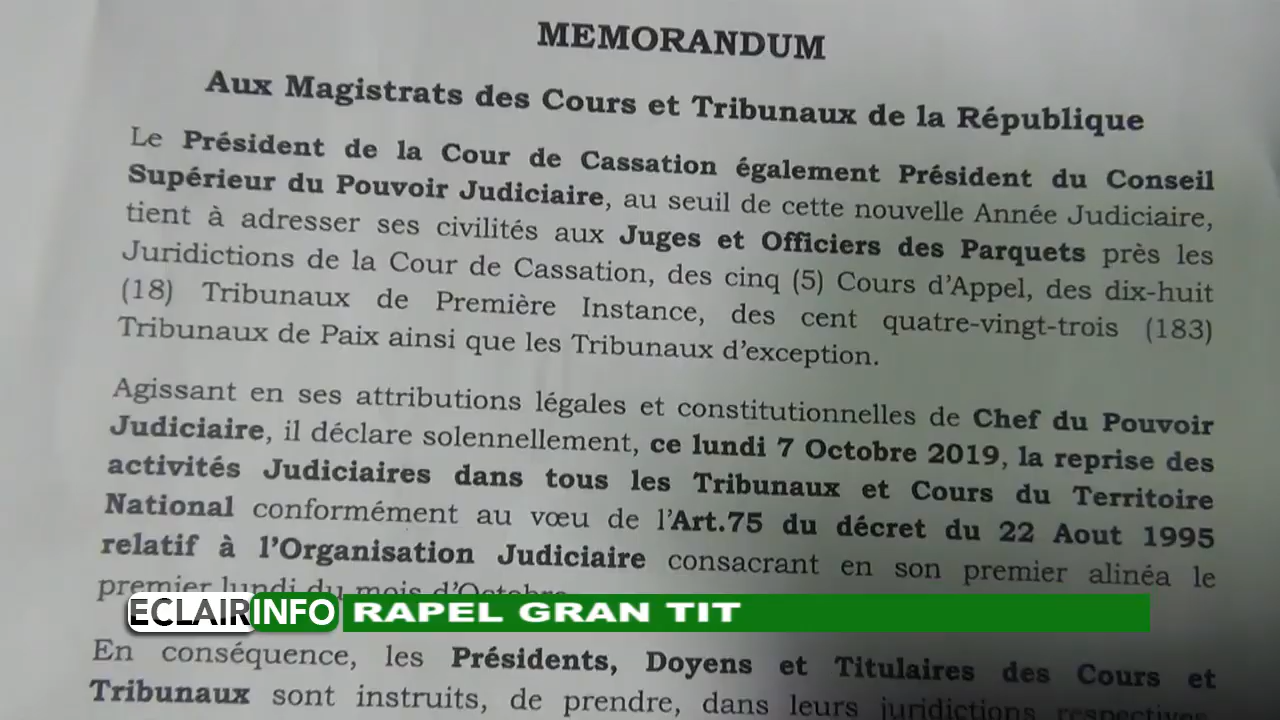 MEMORANDUM
Aux Magistrats des Cours et Tribunaux de la République
Le Président de la Cour de Cassation également Président du Conseil
Supérieur du Pouvoir Judiciaire, au seuil de cette nouvelle Année Judiciaire,
tient à adresser ses civilités aux Juges et Officiers des Parquets près les
Juridictions de la Cour de Cassation, des cinq (5) Cours d'Appel, des dix-huit
(18) Tribunaux de Première Instance, des cent quatre-vingt-trois (183)
Tribunaux de Paix ainsi que les Tribunaux d'exception.
Agissant en ses attributions légales et constitutionnelles de Chef du Pouvoir
Judiciaire, il déclare solennellement, ce lundi 7 Octobre 2019, la reprise des
activités Judiciaires dans tous les Tribunaux et Cours du Territoire
National conformément au vœu de l'Art.75 du décret du 22 Aout 1995
relatif à l'Organisation Judiciaire consacrant en son premier alinéa le
premier lundi du mois d'Octobre
ECLAIRINFO RAPEL GRAN TIT
En conséquence, les Présidents, Doyens et Titulaires des Cours et
Tribunaux sont instruits, de prendre, dans leurs juridictions respectives,